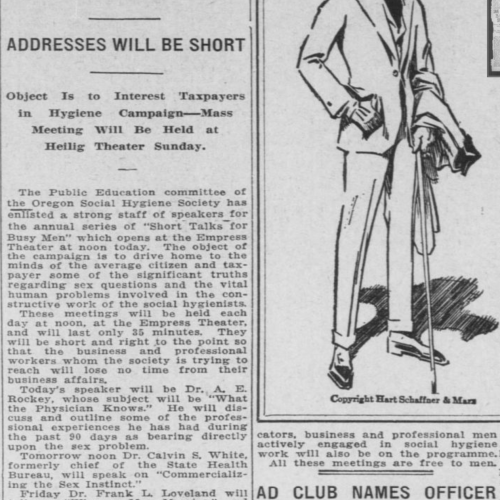 ADDRESSES WILL BE SHORT
Object Is to Interest Taxpayers
in Hygiene Campaign—Mass
Meeting Will Be Held at
Heilig Theater Sunday.
The Public Education committee of
the Oregon Social Hygiene Society has
enlisted a strong staff of speakers for
the annual series of "Short Talks for
Busy Men" which opens at the Empress
Theater at noon today. The object of
the campaign is to drive home to the
minds of the average citizen and tax-
payer some of the significant truths
regarding sex questions and the vital
human problems involved in the con-
structive work of the social hygienists.
These meetings will be held each
day at noon, at the Empress Theater,
and will last only 35 minutes. They
will be short and right to the point so
that the business and professional
workers whom the society is trying to
reach will lose no time from their
business affairs.
Today's speaker will be Dr. A. E.
Rockey, whose subject will be "What
the Physician Knows." He will dis-
cuss and outline some of the profes-
sional experiences he has had during
the past 90 days as bearing directly
upon the sex problem.
Tomorrow noon Dr. Calvin S. White,
formerly chief of the State Health
Bureau, will speak on "Commercializ-
ing the Sex Instinct."
Friday Dr. Frank L. Loveland will
Copyright Hart Schaffner & Marx
cators, business and professional men
actively engaged in social hygiene
work will also be on the programme.
All these meetings are free to men.
AD CLUB NAMES OFFICER